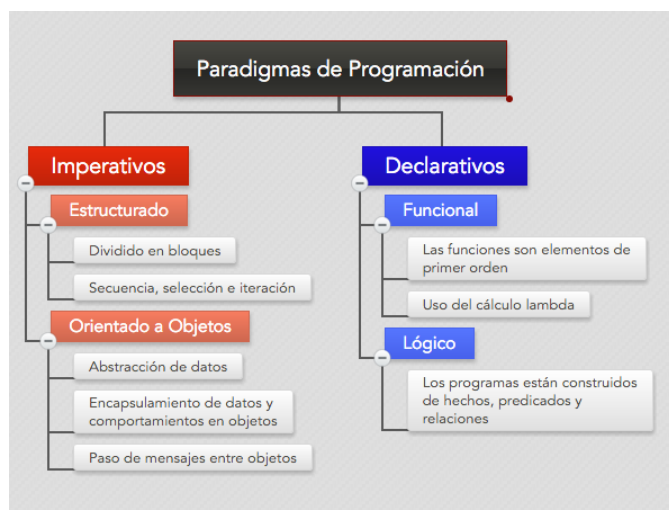 Paradigmas de Programación
Imperativos
Estructurado
Dividido en bloques
Secuencia, selección e iteración
Orientado a Objetos
Abstracción de datos
Encapsulamiento de datos y
comportamientos en objetos
Paso de mensajes entre objetos
Declarativos
Funcional
Las funciones son elementos de
primer orden
Uso del cálculo lambda
Lógico
Los programas están construidos
de hechos, predicados y
relaciones